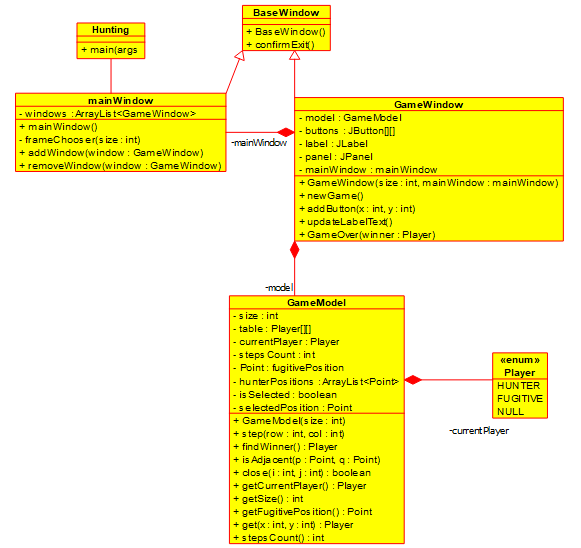 BaseWindow
+ BaseWindow()
+ confirmExit()
Hunting
+ main(args
mainWindow
- windows : ArrayList<GameWindow>
+ mainWindow()
- frameChooser(size : int)
+ addWindow(window : GameWindow)
+ removeWindow(window : GameWindow)
-mainWindow
GameWindow
- model : GameModel
- buttons : JButton[][]
- label : JLabel
- panel : JPanel
- mainWindow : mainWindow
+ GameWindow(size : int, mainWindow : mainWindow)
+ newGame()
+ addButton(x : int, y : int)
+ updateLabelText()
+ GameOver(winner : Player)
-model
GameModel
- size : int
- table : Player[][]
- currentPlayer : Player
- steps Count : int
- Point : fugitivePosition
- hunterPositions : ArrayList<Point>
- isSelected : boolean
- selectedPosition : Point
+ GameModel(size : int)
+ step(row : int, col : int)
+ findWinner() : Player
+ isAdjacent(p : Point, q : Point)
+ close(i : int, j : int) : boolean
+ getCurrentPlayer() : Player
+ getSize() : int
+ getFugitivePosition() : Point
+ get(x : int, y : int) : Player
+ stepsCount() : int
«enum»
Player
HUNTER
FUGITIVE
NULL
-currentPlayer